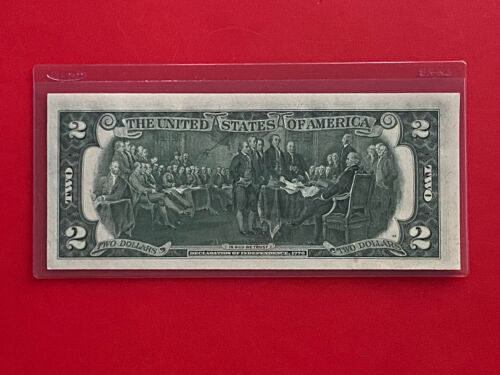 THE UNITED STATES OF AMERICA
2 2
TWO TWO
2 2
TWO DOLLARS IN GOD WE TRUST TWO DOLLARS
DECLARATION OF INDEPENDENCE, 1776